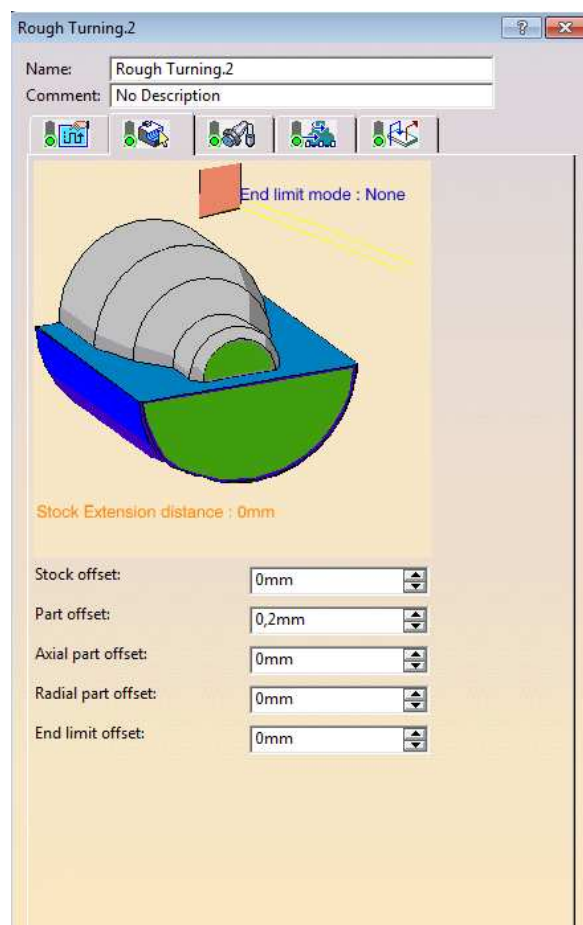 Rough Turning.2
Name: Rough Turning.2
Comment: No Description
End limit mode : None
Stock Extension distance : 0mm
Stock offset: 0mm
Part offset: 0,2mm
Axial part offset: 0mm
Radial part offset: 0mm
End limit offset: 0mm